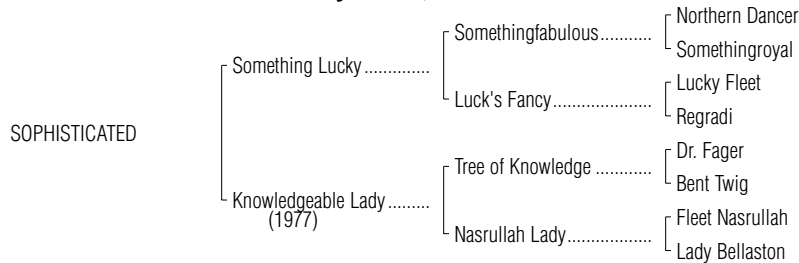 Northern Dancer
Somethingfabulous...........
Somethingroyal
Something Lucky..............
Lucky Fleet
Luck's Fancy...................
Regradi
SOPHISTICATED
Dr. Fager
Tree of Knowledge ...........
Bent Twig
Knowledgeable Lady.........
(1977)
Fleet Nasrullah
Nasrullah Lady................
Lady Bellaston